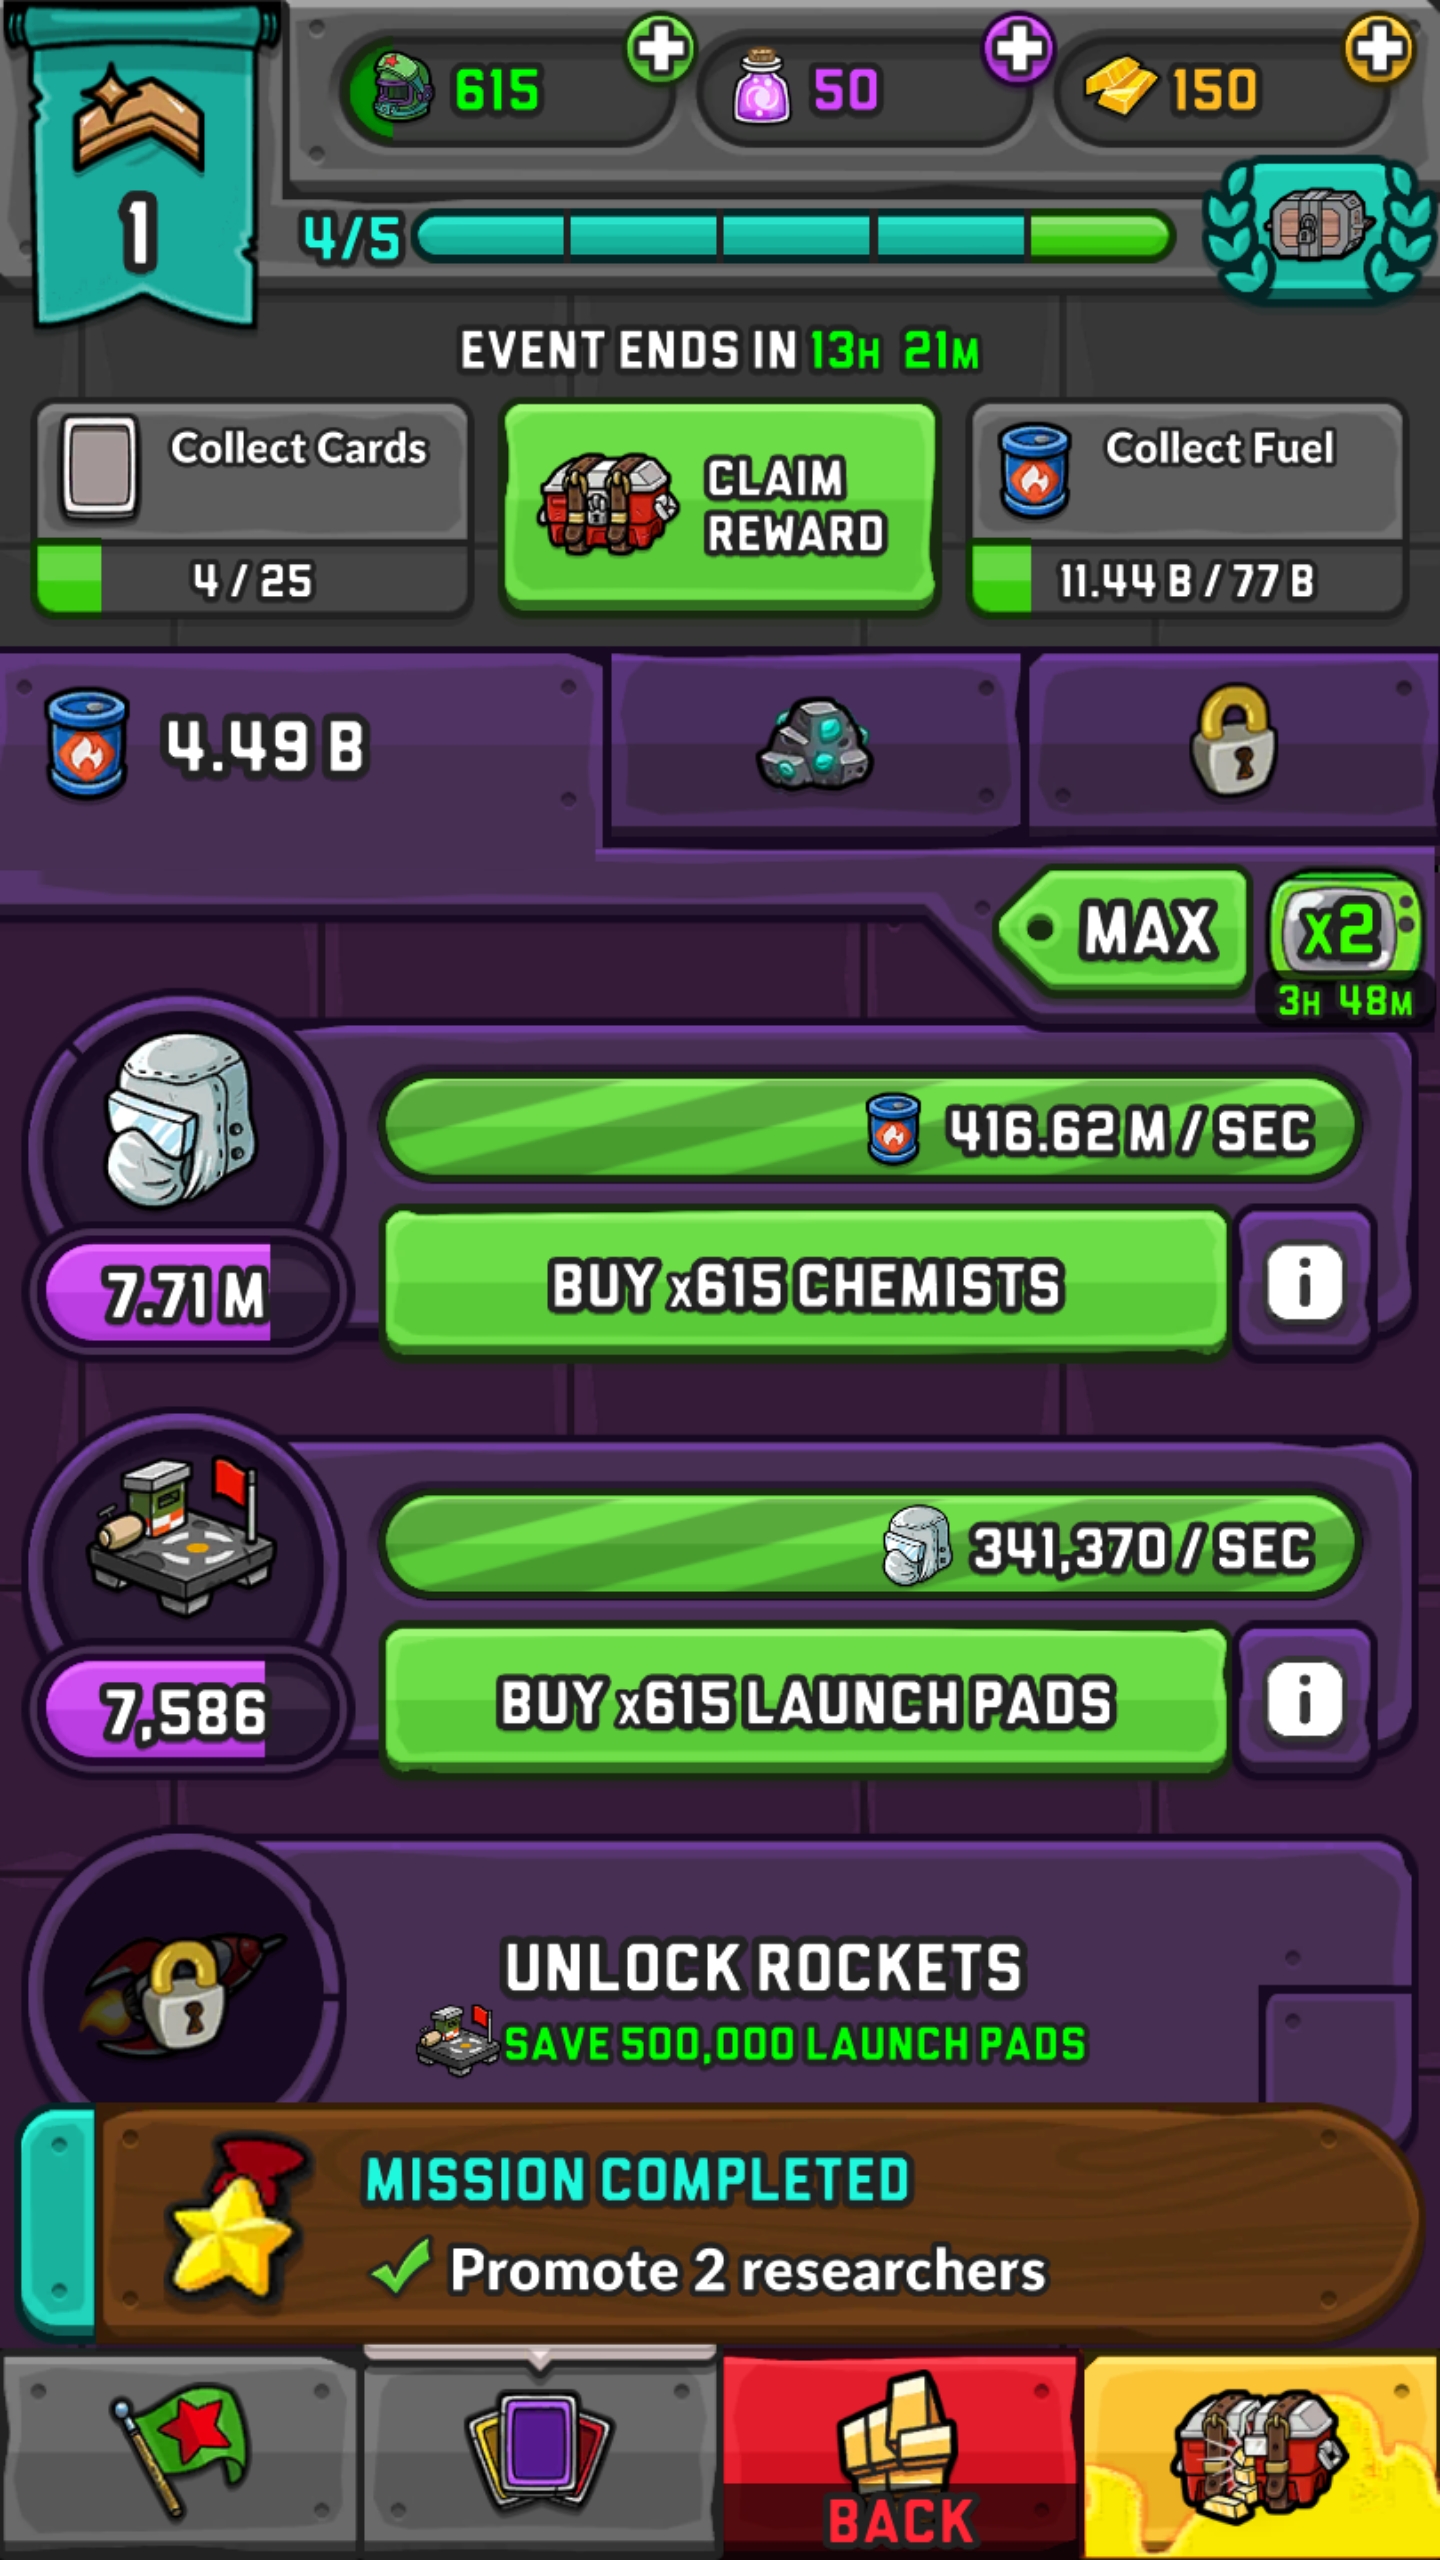 615
50
150
1
4/5
EVENT ENDS IN 13H 21M
Collect Cards
4 / 25
CLAIM
REWARD
Collect Fuel
11.44 B / 77 B
4.49 B
MAX
x2
3H 48M
416.62 M / SEC
7.71 M
BUY x615 CHEMISTS
i
341,370 / SEC
7,586
BUY x615 LAUNCH PADS
i
UNLOCK ROCKETS
SAVE 500,000 LAUNCH PADS
MISSION COMPLETED
Promote 2 researchers
BACK